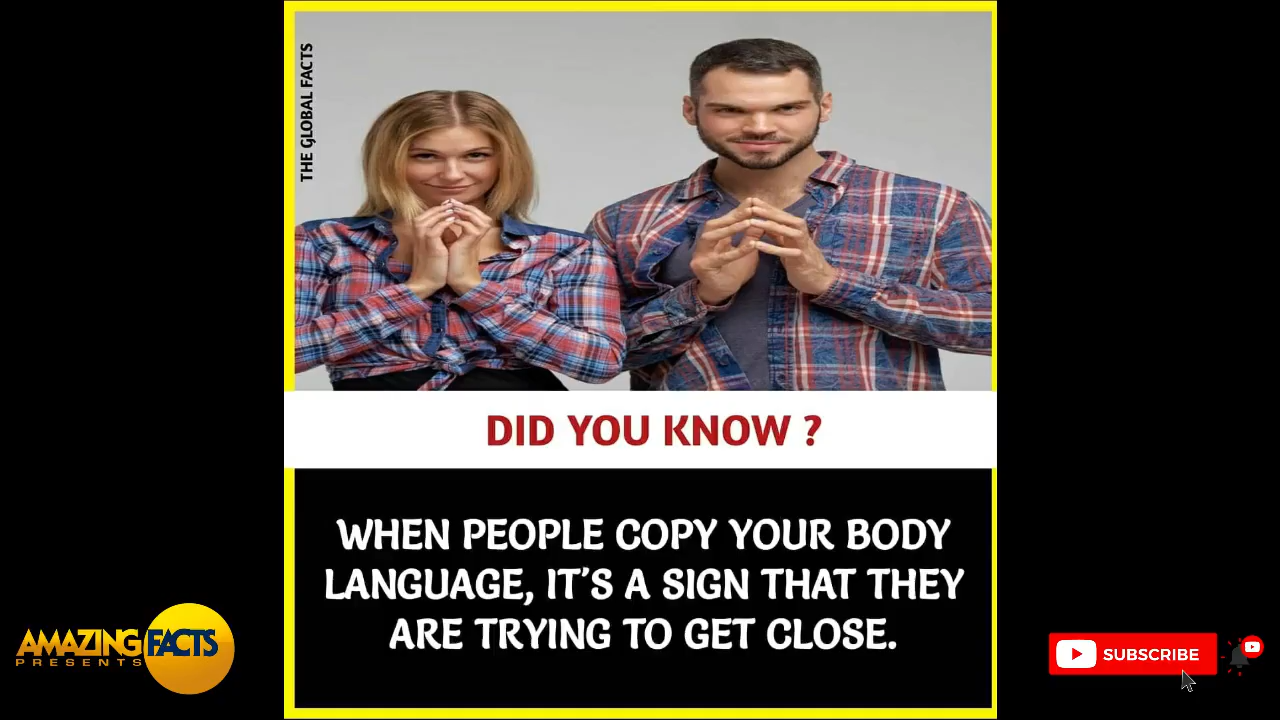 THE GLOBAL FACTS
DID YOU KNOW ?
WHEN PEOPLE COPY YOUR BODY
LANGUAGE, IT'S A SIGN THAT THEY
ARE TRYING TO GET CLOSE.
AMAZING FACTS
PRESENTS
SUBSCRIBE